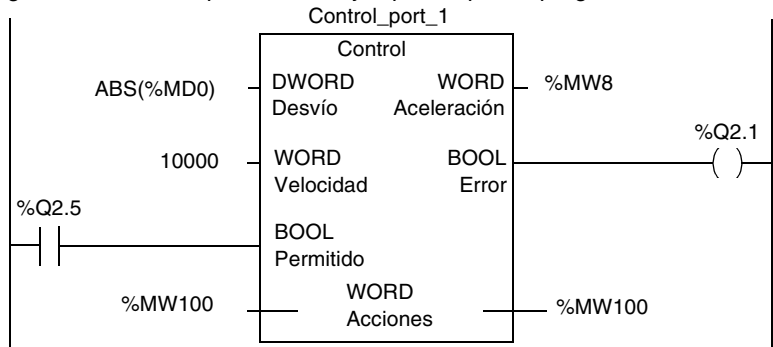 Control_port_1
Control
ABS(%MD0)
DWORD
WORD
%MW8
Desvío
Aceleración
%Q2.1
10000
WORD
BOOL
Velocidad
Error
%Q2.5
BOOL
Permitido
%MW100
WORD
%MW100
Acciones